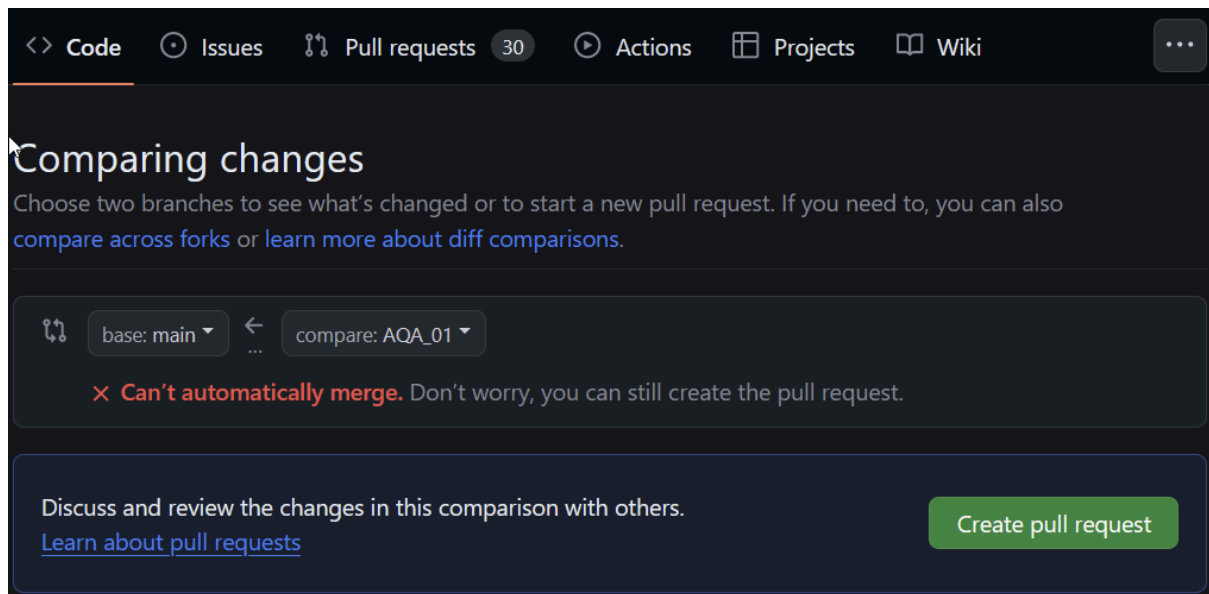 Code Issues Pull requests 30 Actions Projects Wiki ...
Comparing changes
Choose two branches to see what's changed or to start a new pull request. If you need to, you can also
compare across forks or learn more about diff comparisons.
base: main ← compare: AQA_01
...
× Can't automatically merge. Don't worry, you can still create the pull request.
Discuss and review the changes in this comparison with others.
Create pull request
Learn about pull requests